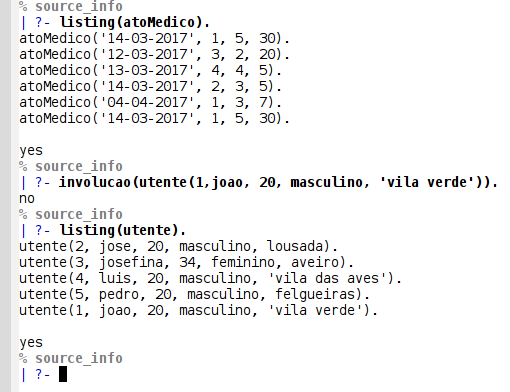 % source_info
| ?- listing(atoMedico).
atoMedico('14-03-2017', 1, 5, 30).
atoMedico('12-03-2017', 3, 2, 20).
atoMedico('13-03-2017', 4, 4, 5).
atoMedico('14-03-2017', 2, 3, 5).
atoMedico('04-04-2017', 1, 3, 7).
atoMedico('14-03-2017', 1, 5, 30).
yes
% source_info
| ?- involucao(utente(1,joao, 20, masculino, 'vila verde')).
no
% source_info
| ?- listing(utente).
utente(2, jose, 20, masculino, lousada).
utente(3, josefina, 34, feminino, aveiro).
utente(4, luis, 20, masculino, 'vila das aves').
utente(5, pedro, 20, masculino, felgueiras).
utente(1, joao, 20, masculino, 'vila verde').
yes
% source_info
| ?-